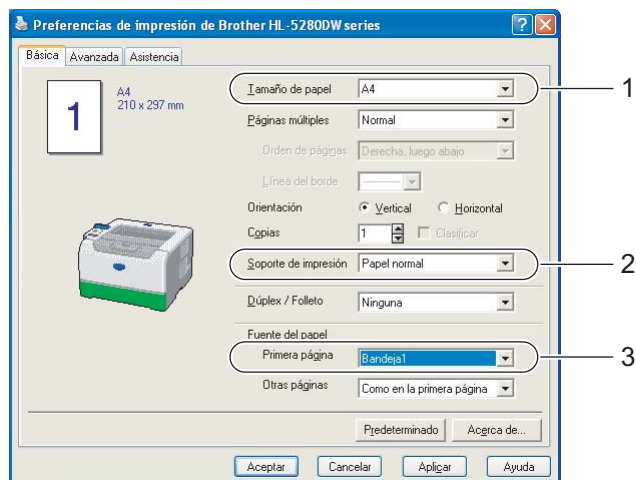 Preferencias de impresión de Brother HL-5280DW series
Básica Avanzada Asistencia
1
A4
210 x 297 mm
Tamaño de papel A4 1
Páginas múltiples Normal
Orden de páginas Derecha, luego abajo
Línea del borde
Orientación Vertical Horizontal
Copias 1 Clasificar
Soporte de impresión Papel normal 2
Dúplex / Folleto Ninguna
Fuente del papel
Primera página Bandeja1 3
Otras páginas Como en la primera página
Predeterminado Acerca de...
Aceptar Cancelar Aplicar Ayuda